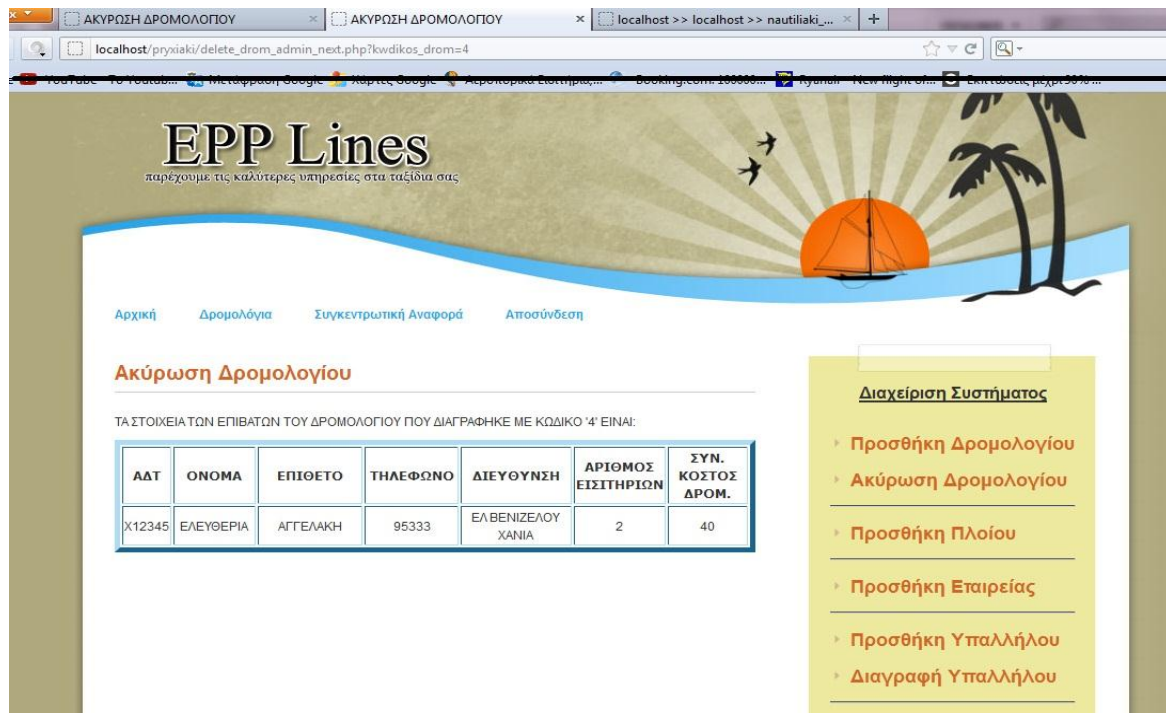 ΑΚΥΡΩΣΗ ΔΡΟΜΟΛΟΓΙΟΥ
ΑΚΥΡΩΣΗ ΔΡΟΜΟΛΟΓΙΟΥ
localhost >> localhost >> nautiliaki_...
localhost/pryxiaki/delete_drom_admin_next.php?kwdikos_drom=4
EPP Lines
παρέχουμε τις καλύτερες υπηρεσίες στα ταξίδια σας
Αρχική Δρομολόγια Συγκεντρωτική Αναφορά Αποσύνδεση
Ακύρωση Δρομολογίου
ΤΑ ΣΤΟΙΧΕΙΑ ΤΩΝ ΕΠΙΒΑΤΩΝ ΤΟΥ ΔΡΟΜΟΛΟΓΙΟΥ ΠΟΥ ΔΙΑΓΡΑΦΗΚΕ ΜΕ ΚΩΔΙΚΟ '4' ΕΙΝΑΙ:
ΑΔΤ ΟΝΟΜΑ ΕΠΙΘΕΤΟ ΤΗΛΕΦΩΝΟ ΔΙΕΥΘΥΝΣΗ ΑΡΙΘΜΟΣ ΕΙΣΙΤΗΡΙΩΝ ΣΥΝ. ΚΟΣΤΟΣ ΔΡΟΜ.
X12345 ΕΛΕΥΘΕΡΙΑ ΑΓΓΕΛΑΚΗ 95333 ΕΛ ΒΕΝΙΖΕΛΟΥ ΧΑΝΙΑ 2 40
Διαχείριση Συστήματος
Προσθήκη Δρομολογίου
Ακύρωση Δρομολογίου
Προσθήκη Πλοίου
Προσθήκη Εταιρείας
Προσθήκη Υπαλλήλου
Διαγραφή Υπαλλήλου